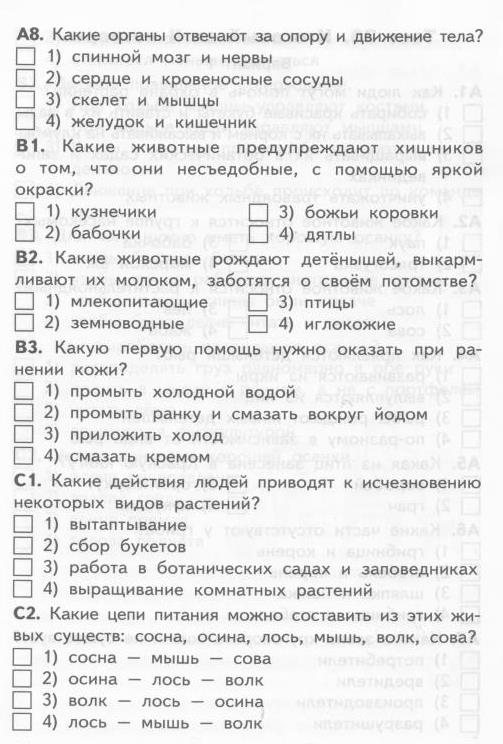 А8. Какие органы отвечают за опору и движение тела?
1) спинной мозг и нервы
2) сердце и кровеносные сосуды
3) скелет и мышцы
4) желудок и кишечник
В1. Какие животные предупреждают хищников
о том, что они несъедобные, с помощью яркой
окраски?
1) кузнечики 3) божьи коровки
2) бабочки 4) дятлы
В2. Какие животные рождают детёнышей, выкарм-
ливают их молоком, заботятся о своём потомстве?
1) млекопитающие 3) птицы
2) земноводные 4) иглокожие
В3. Какую первую помощь нужно оказать при ра-
нении кожи?
1) промыть холодной водой
2) промыть ранку и смазать вокруг йодом
3) приложить холод
4) смазать кремом
С1. Какие действия людей приводят к исчезновению
некоторых видов растений?
1) вытаптывание
2) сбор букетов
3) работа в ботанических садах и заповедниках
4) выращивание комнатных растений
С2. Какие цепи питания можно составить из этих жи-
вых существ: сосна, осина, лось, мышь, волк, сова?
1) сосна — мышь — сова
2) осина — лось — волк
3) волк — лось — осина
4) лось — мышь — волк